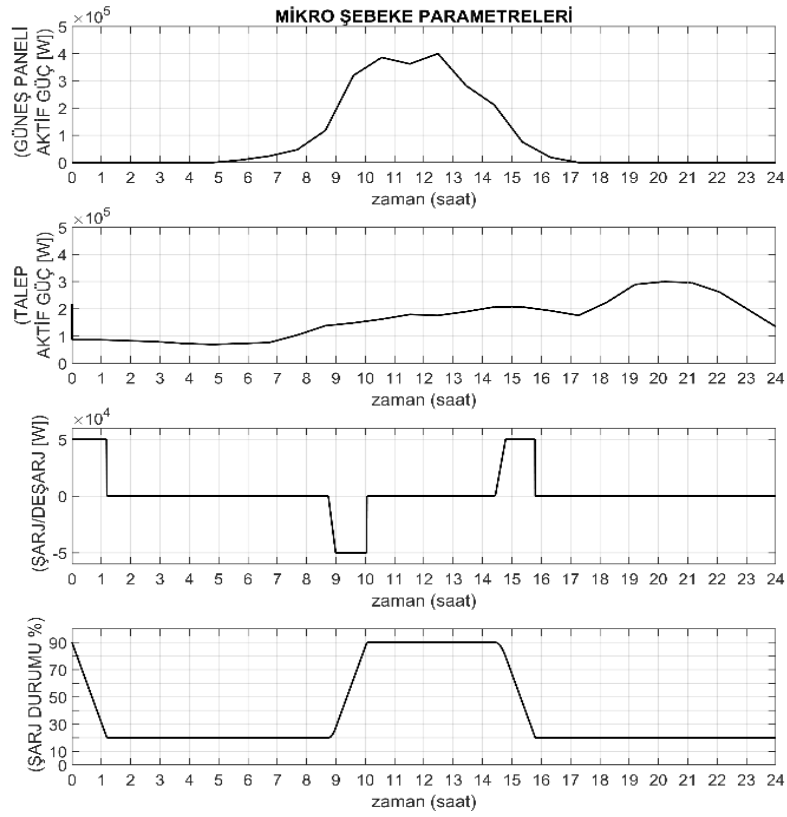 MİKRO ŞEBEKE PARAMETRELERİ
×10⁵
(GÜNEŞ PANELİ
AKTİF GÜÇ [W])
5
4
3
2
1
0
0 1 2 3 4 5 6 7 8 9 10 11 12 13 14 15 16 17 18 19 20 21 22 23 24
zaman (saat)
×10⁵
(TALEP
AKTİF GÜÇ [W])
5
4
3
2
1
0
0 1 2 3 4 5 6 7 8 9 10 11 12 13 14 15 16 17 18 19 20 21 22 23 24
zaman (saat)
×10⁴
(ŞARJ/DEŞARJ [W])
5
0
-5
0 1 2 3 4 5 6 7 8 9 10 11 12 13 14 15 16 17 18 19 20 21 22 23 24
zaman (saat)
(ŞARJ DURUMU %)
90
70
50
30
10
0
0 1 2 3 4 5 6 7 8 9 10 11 12 13 14 15 16 17 18 19 20 21 22 23 24
zaman (saat)